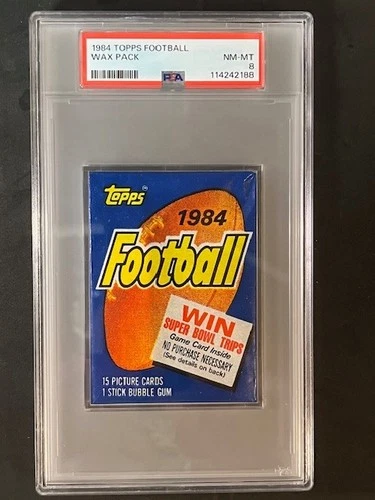 1984 TOPPS FOOTBALL
WAX PACK
NM-MT
8
PSA
114242188
Topps
1984
Football
WIN
SUPER BOWL TRIPS
Game Card Inside
NO PURCHASE NECESSARY
(See details on back)
15 PICTURE CARDS
1 STICK BUBBLE GUM